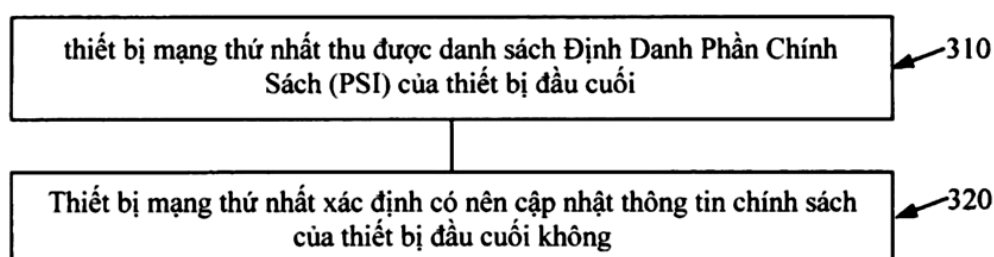 thiết bị mạng thứ nhất thu được danh sách Định Danh Phần Chính
Sách (PSI) của thiết bị đầu cuối
310
Thiết bị mạng thứ nhất xác định có nên cập nhật thông tin chính sách
của thiết bị đầu cuối không
320